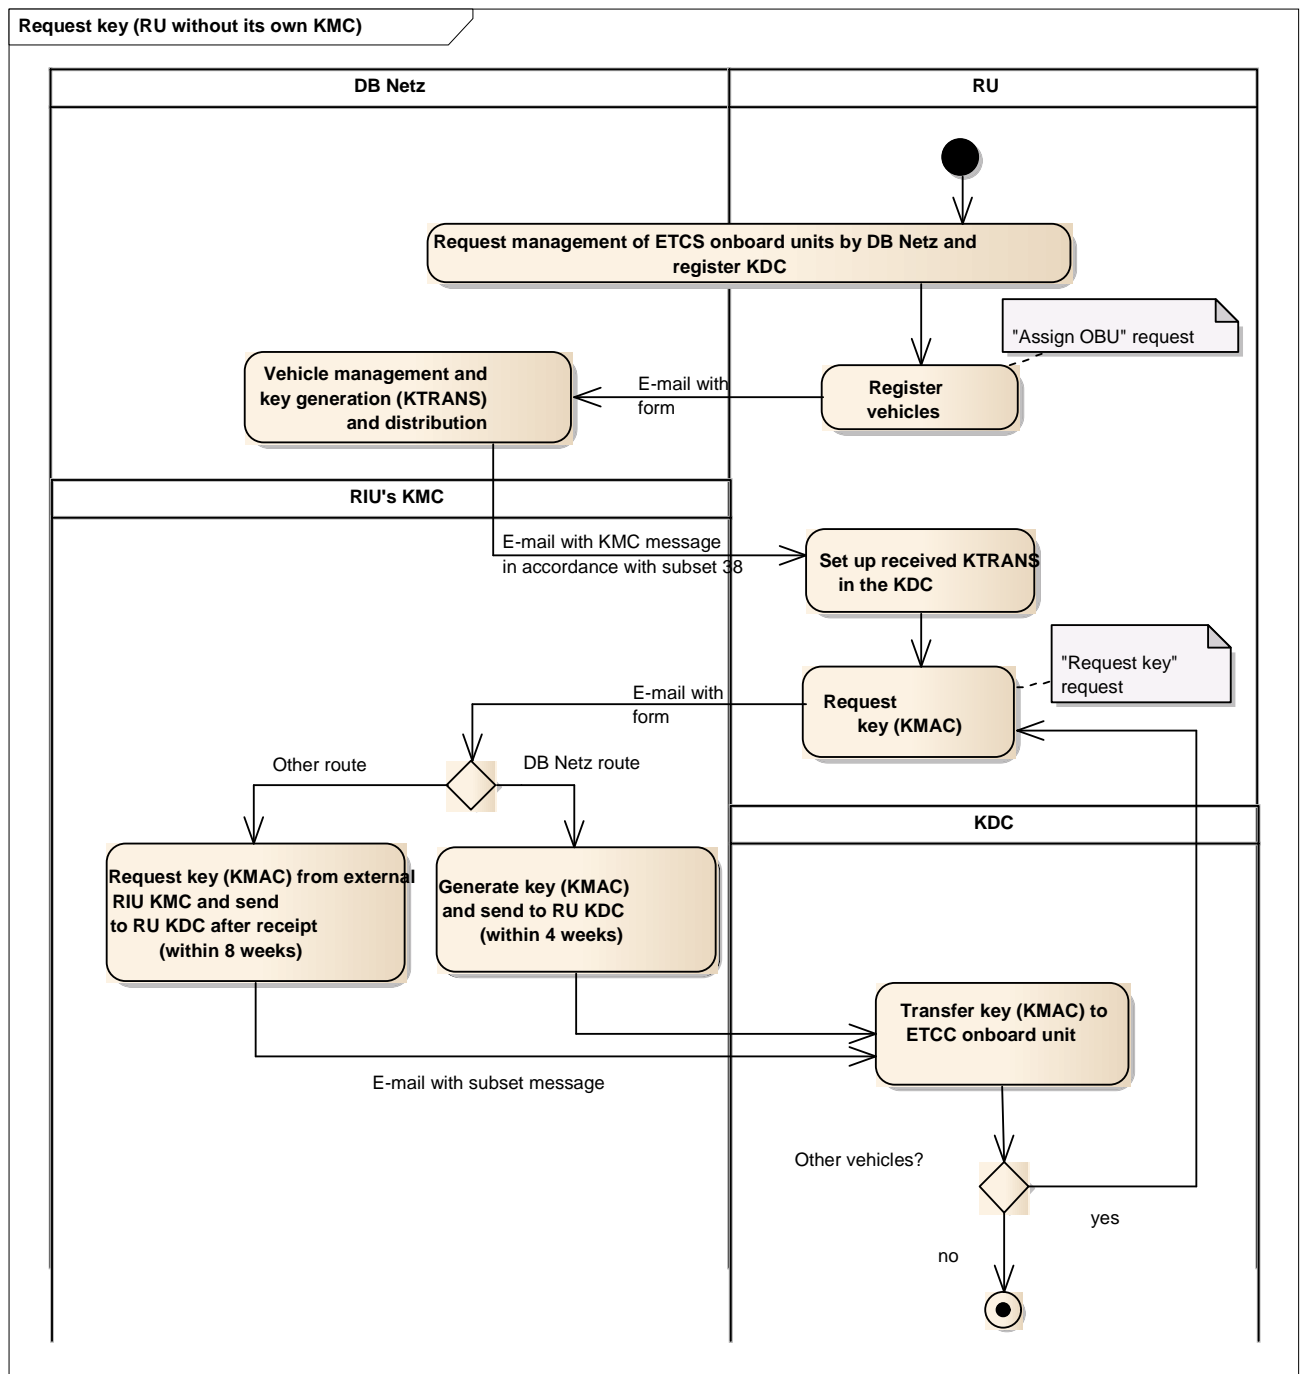 Request key (RU without its own KMC)
DB Netz
RU
Request management of ETCS onboard units by DB Netz and
register KDC
"Assign OBU" request
Vehicle management and
key generation (KTRANS)
and distribution
E-mail with
form
Register
vehicles
RIU's KMC
E-mail with KMC message
in accordance with subset 38
Set up received KTRANS
in the KDC
"Request key"
request
E-mail with
form
Request
key (KMAC)
Other route
DB Netz route
KDC
Request key (KMAC) from external
RIU KMC and send
to RU KDC after receipt
(within 8 weeks)
Generate key (KMAC)
and send to RU KDC
(within 4 weeks)
Transfer key (KMAC) to
ETCC onboard unit
E-mail with subset message
Other vehicles?
yes
no